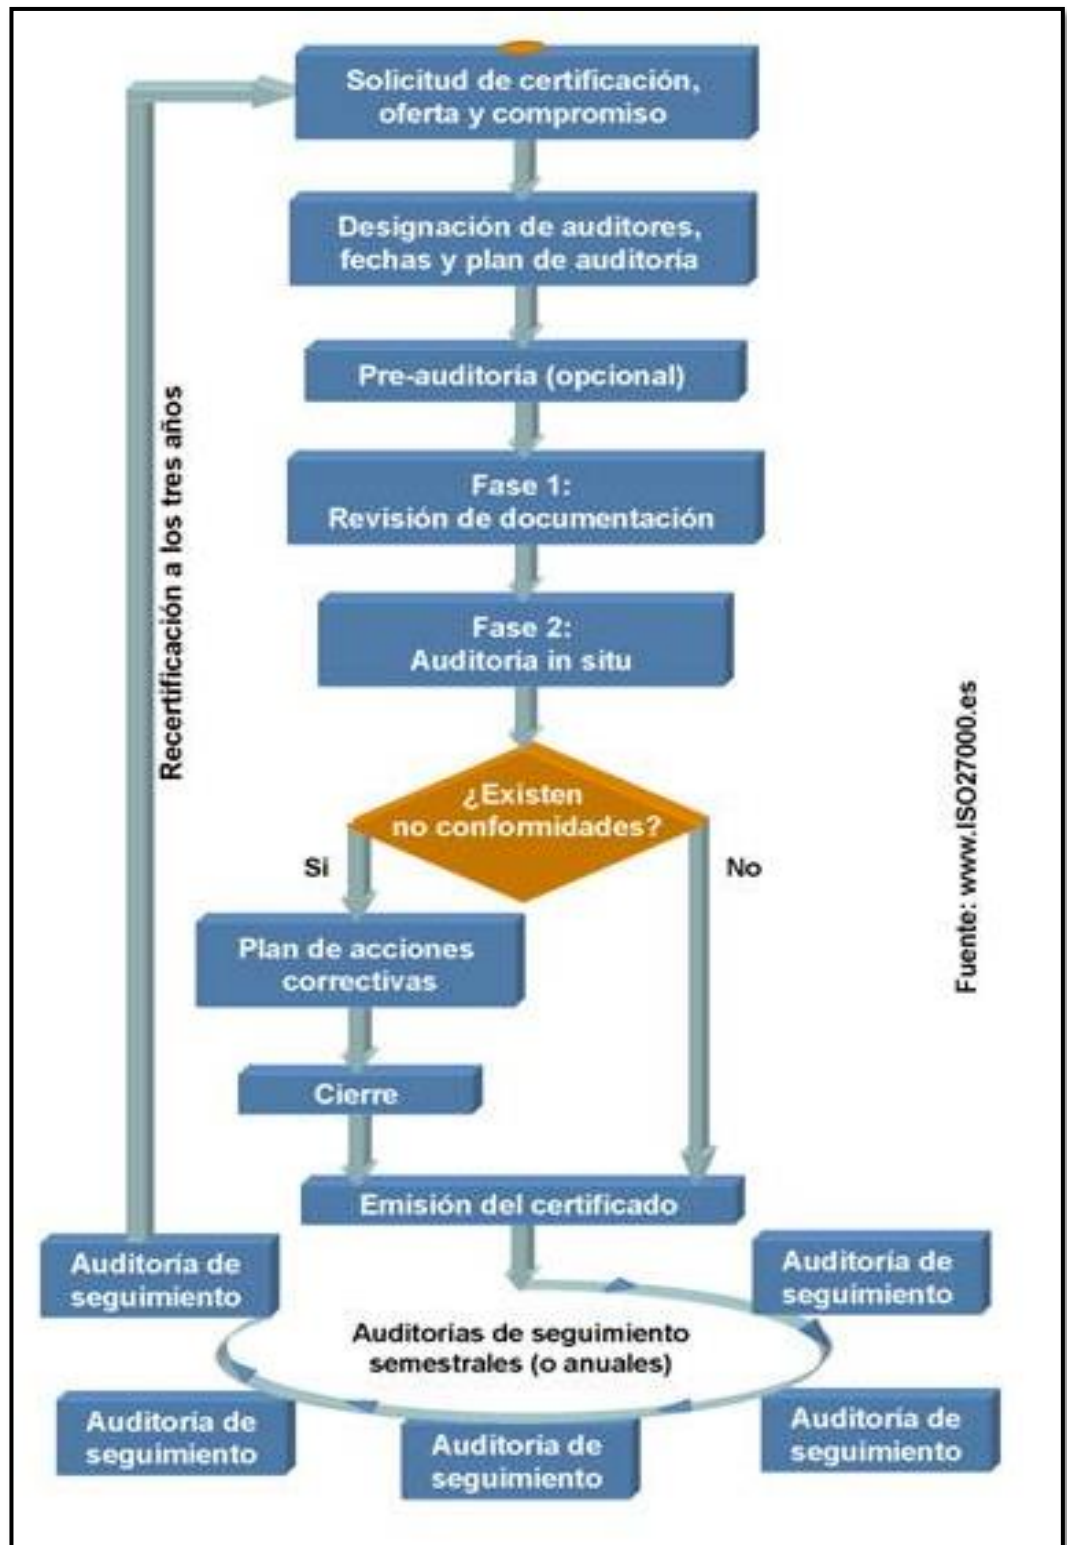 Solicitud de certificación,
oferta y compromiso
Designación de auditores,
fechas y plan de auditoría
Pre-auditoría (opcional)
Fase 1:
Revisión de documentación
Fase 2:
Auditoría in situ
¿Existen
no conformidades?
Sí
No
Plan de acciones
correctivas
Cierre
Emisión del certificado
Auditoría de
seguimiento
Auditoría de
seguimiento
Auditorías de seguimiento
semestrales (o anuales)
Auditoría de
seguimiento
Auditoría de
seguimiento
Auditoría de
seguimiento
Recertificación a los tres años
Fuente: www.ISO27000.es